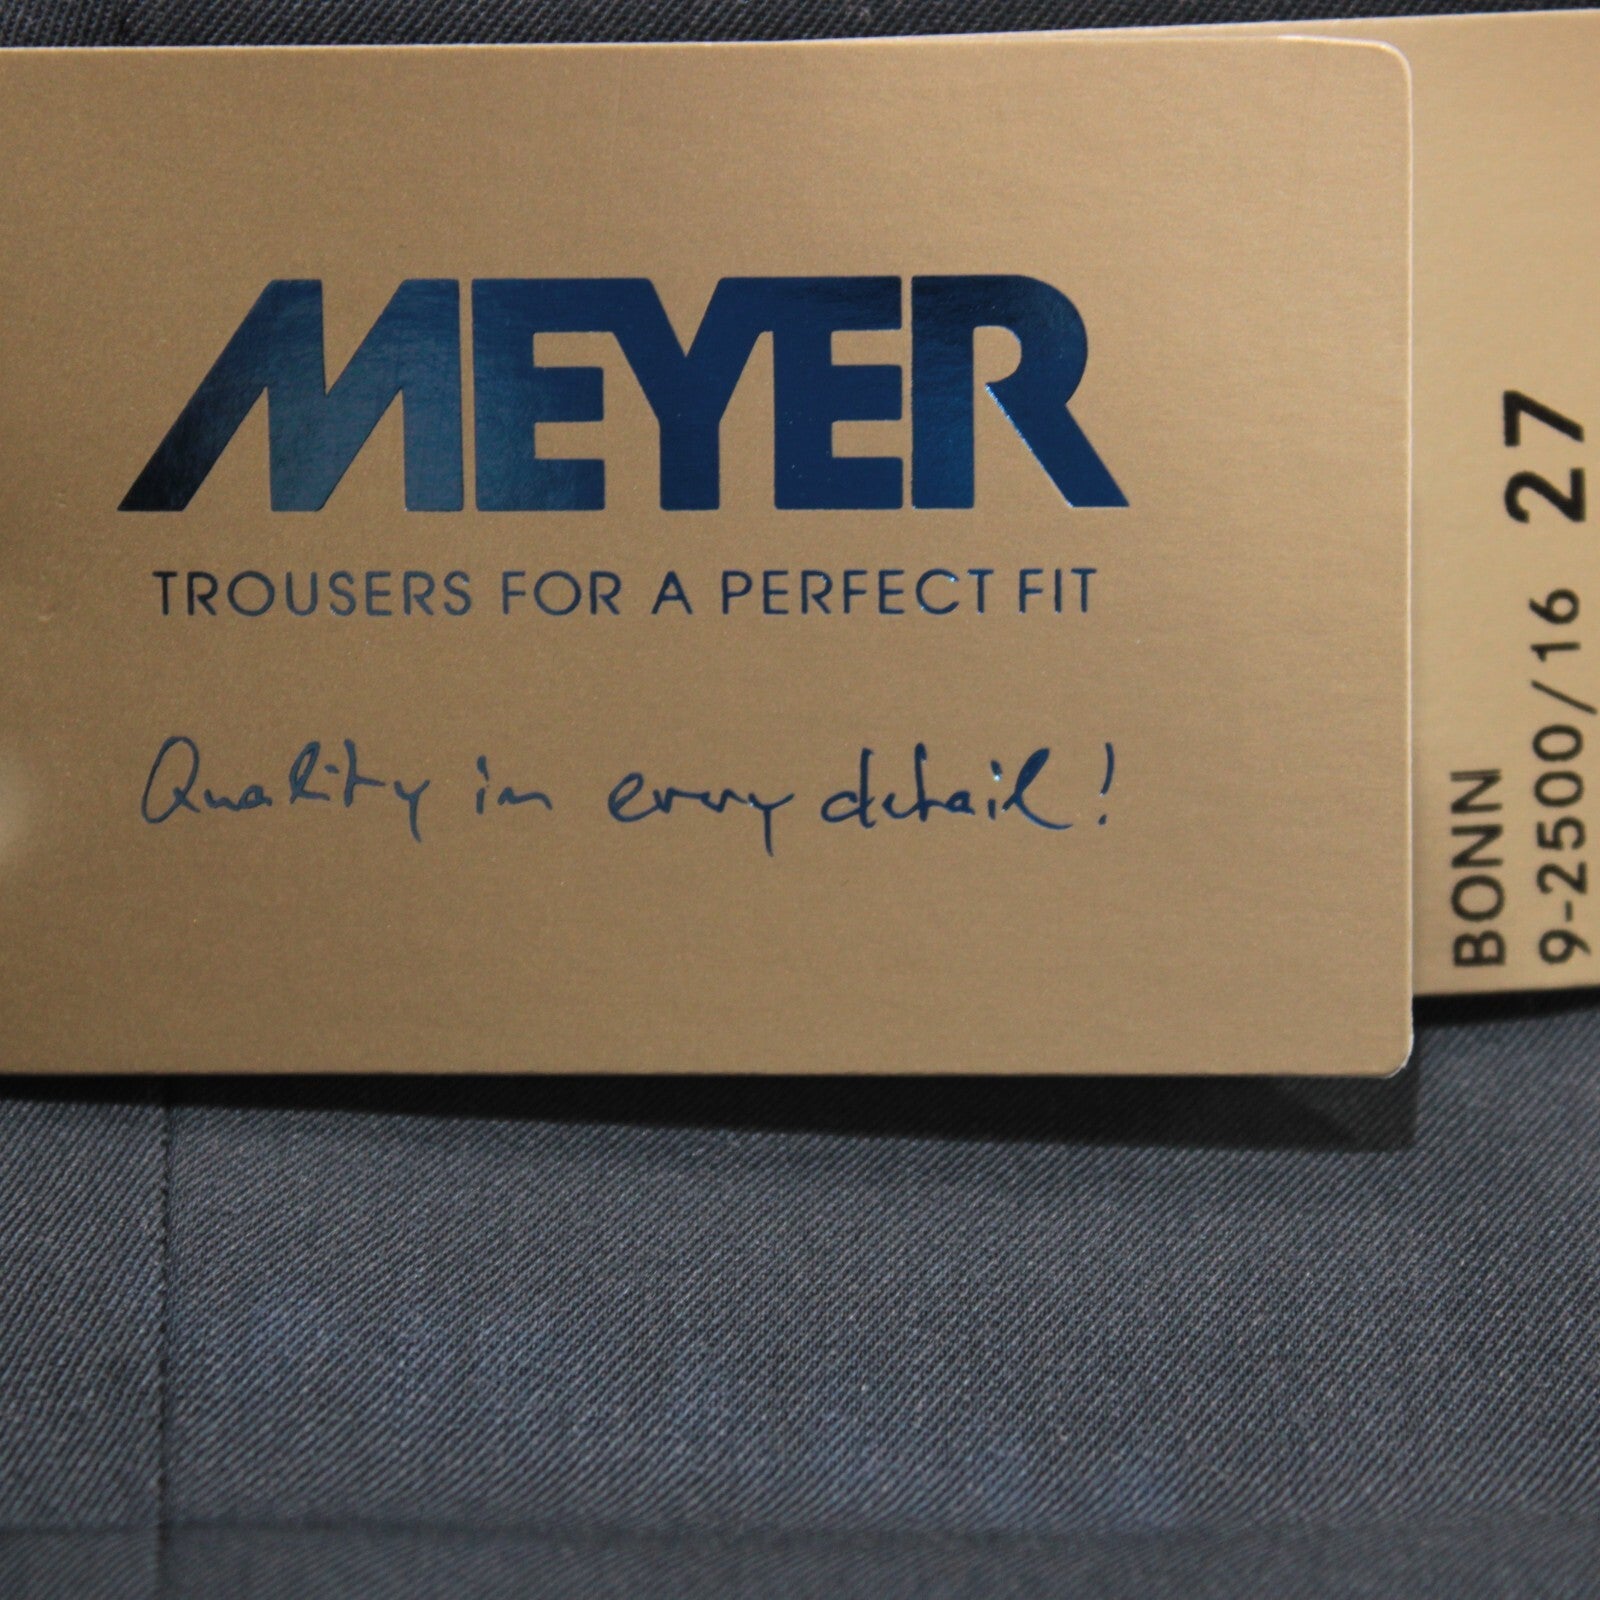 MEYER
TROUSERS FOR A PERFECT FIT
Quality in every detail!
BONN
9-2500/16 27